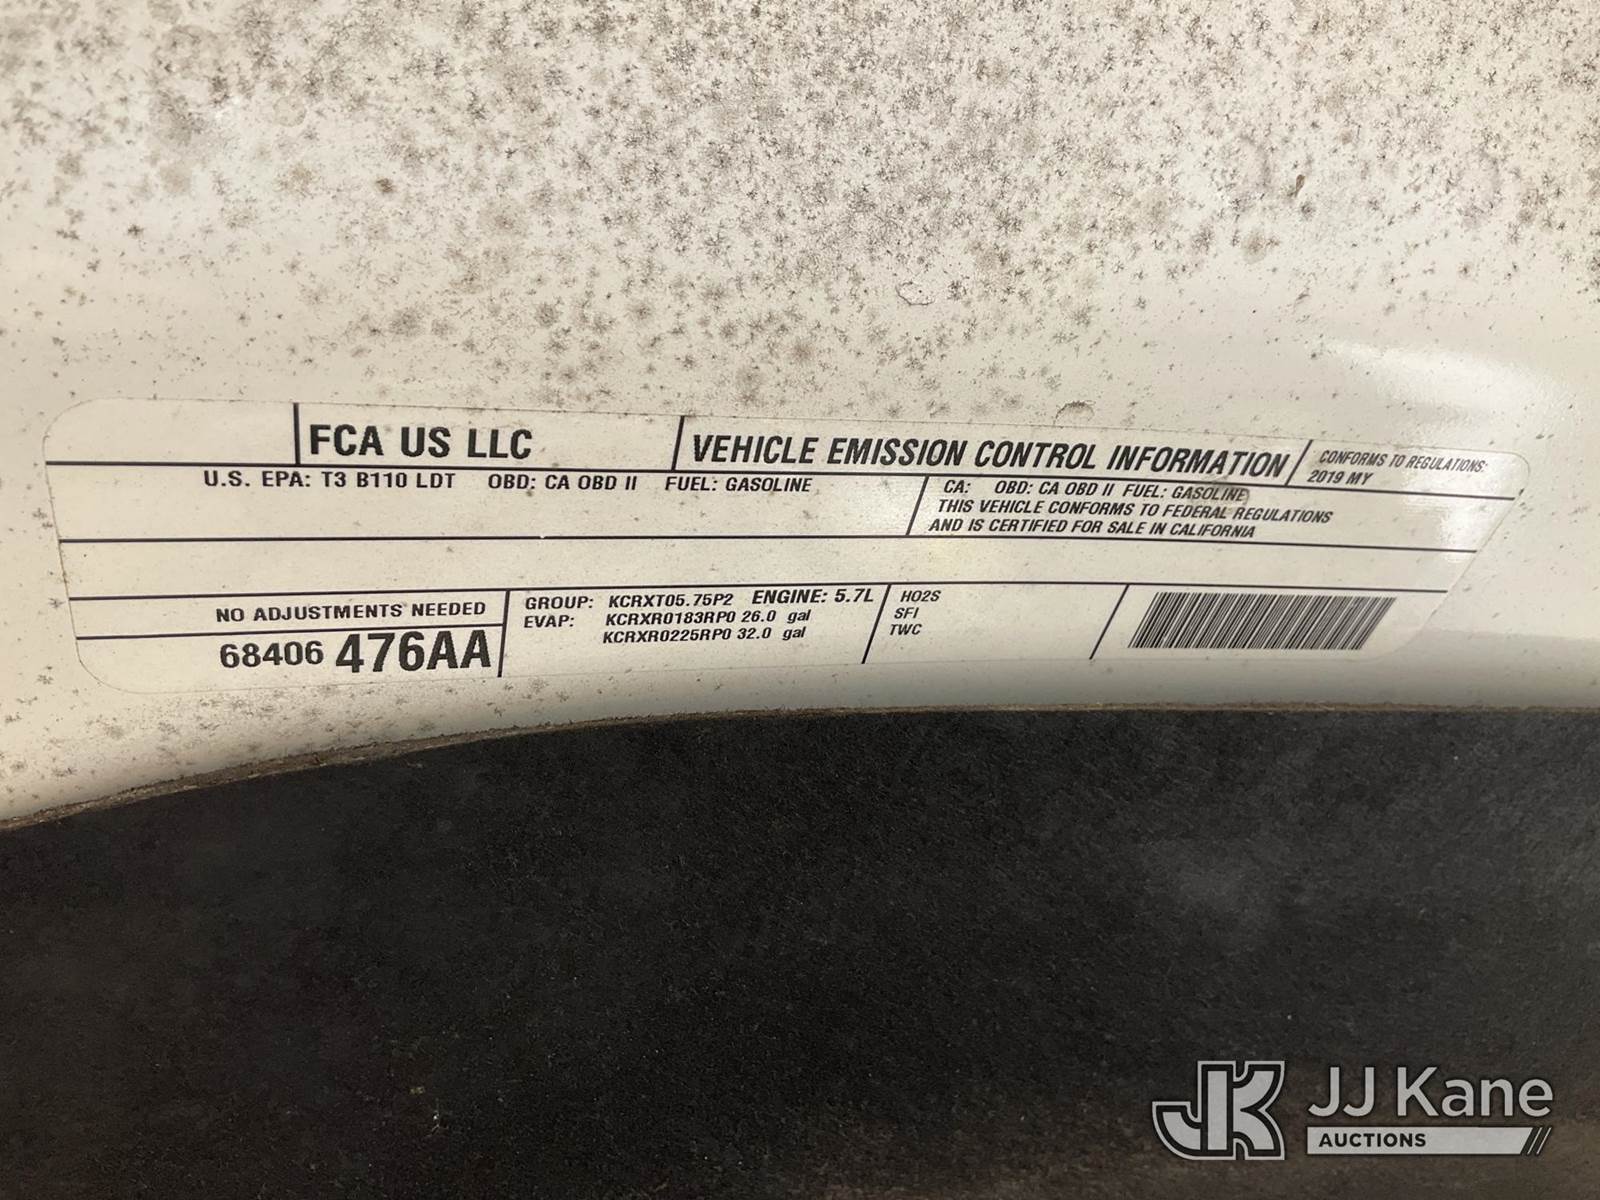 FCA US LLC
VEHICLE EMISSION CONTROL INFORMATION
CONFORMS TO REGULATIONS:
2019 MY
U.S. EPA: T3 B110 LDT OBD: CA OBD II FUEL: GASOLINE
CA: OBD: CA OBD II FUEL: GASOLINE
THIS VEHICLE CONFORMS TO FEDERAL REGULATIONS
AND IS CERTIFIED FOR SALE IN CALIFORNIA
NO ADJUSTMENTS NEEDED
68406 476AA
GROUP: KCRXT05.75P2 ENGINE: 5.7L
EVAP: KCRXR0183RP0 26.0 gal
KCRXR0225RP0 32.0 gal
HO2S
SFI
TWC
JK JJ Kane
AUCTIONS